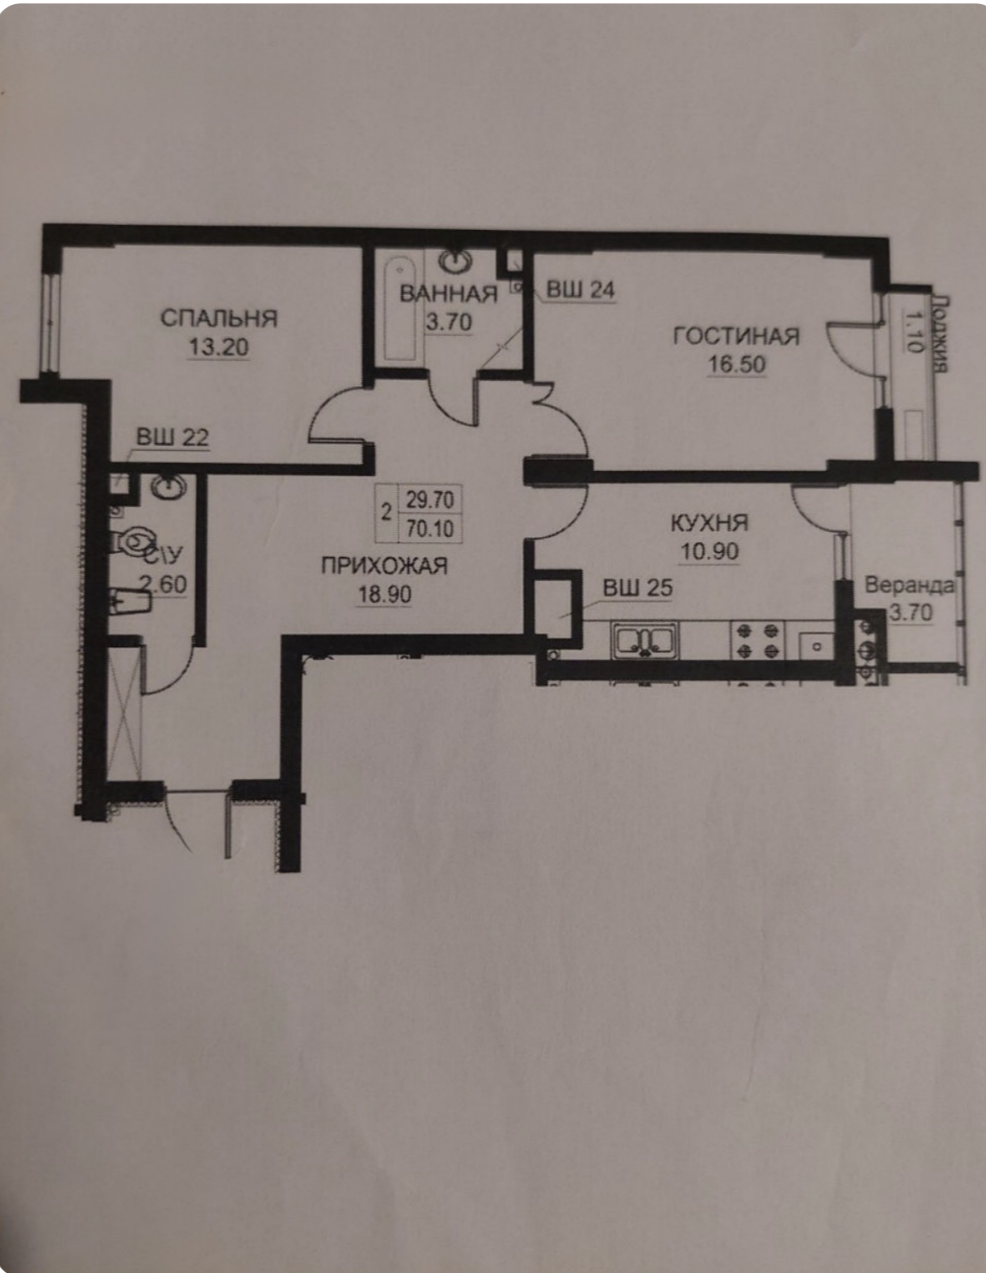 СПАЛЬНЯ
13.20
ВАННАЯ
3.70
ВШ 24
ГОСТИНАЯ
16.50
Лоджия
1.10
ВШ 22
С\У
2.60
2
29.70
70.10
ПРИХОЖАЯ
18.90
КУХНЯ
10.90
ВШ 25
Веранда
3.70